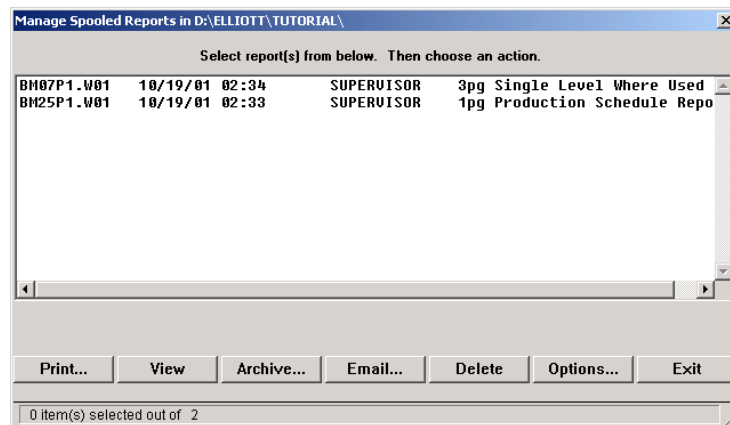 Manage Spooled Reports in D:\ELLIOTT\TUTORIAL\
Select report(s) from below. Then choose an action.
BM07P1.W01 10/19/01 02:34 SUPERVISOR 3pg Single Level Where Used
BM25P1.W01 10/19/01 02:33 SUPERVISOR 1pg Production Schedule Repo
Print... View Archive... Email... Delete Options... Exit
0 item(s) selected out of 2